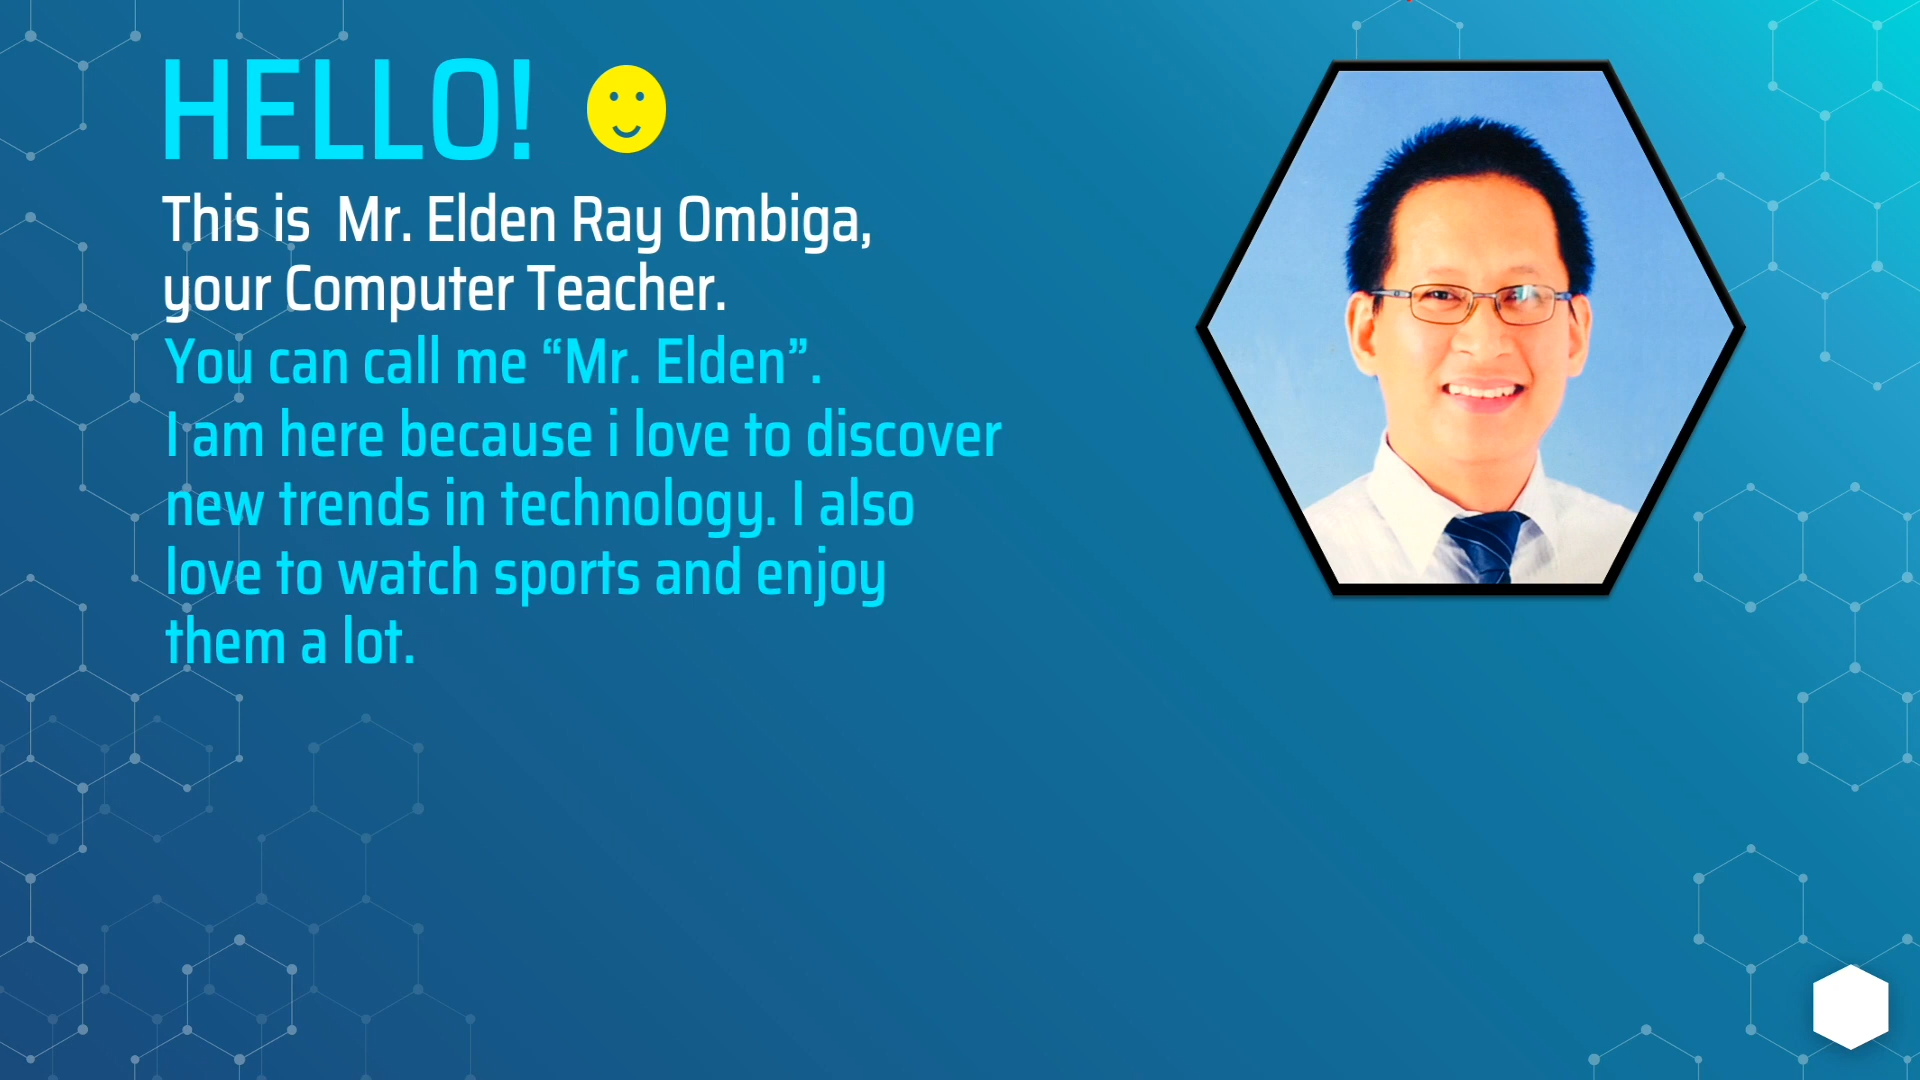 HELLO!
This is  Mr. Elden Ray Ombiga,
your Computer Teacher.
You can call me “Mr. Elden”.
I am here because i love to discover
new trends in technology. I also
love to watch sports and enjoy
them a lot.